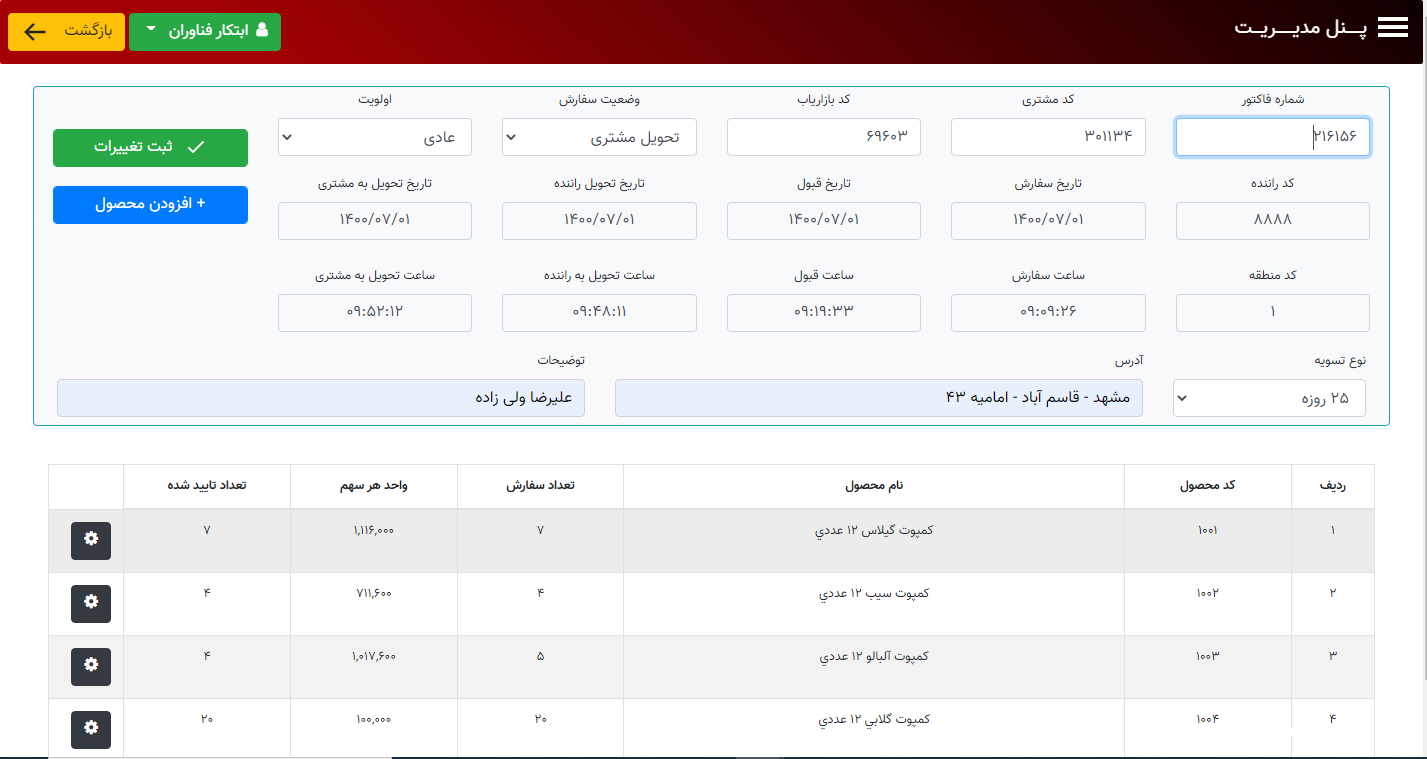 پــنل مدیــریـت
ابتکار فناوران
بازگشت
شماره فاکتور
کد مشتری
کد بازاریاب
وضعیت سفارش
اولویت
۲۱۶۱۵۶
۳۰۱۱۳۴
۶۹۶۰۳
تحویل مشتری
عادی
ثبت تغییرات
کد راننده
تاریخ سفارش
تاریخ قبول
تاریخ تحویل راننده
تاریخ تحویل به مشتری
۸۸۸۸
۱۴۰۰/۰۷/۰۱
۱۴۰۰/۰۷/۰۱
۱۴۰۰/۰۷/۰۱
۱۴۰۰/۰۷/۰۱
+ افزودن محصول
کد منطقه
ساعت سفارش
ساعت قبول
ساعت تحویل به راننده
ساعت تحویل به مشتری
۱
۰۹:۰۹:۲۶
۰۹:۱۹:۳۳
۰۹:۴۸:۱۱
۰۹:۵۲:۱۲
نوع تسویه
آدرس
توضیحات
۲۵ روزه
مشهد - قاسم آباد - امامیه ۴۳
علیرضا ولی زاده
ردیف کد محصول نام محصول تعداد سفارش واحد هر سهم تعداد تایید شده
۱ ۱۰۰۱ کمپوت گیلاس ۱۲ عددي ۷ ۱,۱۱۶,۰۰۰ ۷
۲ ۱۰۰۲ کمپوت سیب ۱۲ عددي ۴ ۷۱۱,۶۰۰ ۴
۳ ۱۰۰۳ کمپوت آلبالو ۱۲ عددي ۵ ۱,۰۱۷,۶۰۰ ۴
۴ ۱۰۰۴ کمپوت گلابي ۱۲ عددي ۲۰ ۱۰۰,۰۰۰ ۲۰